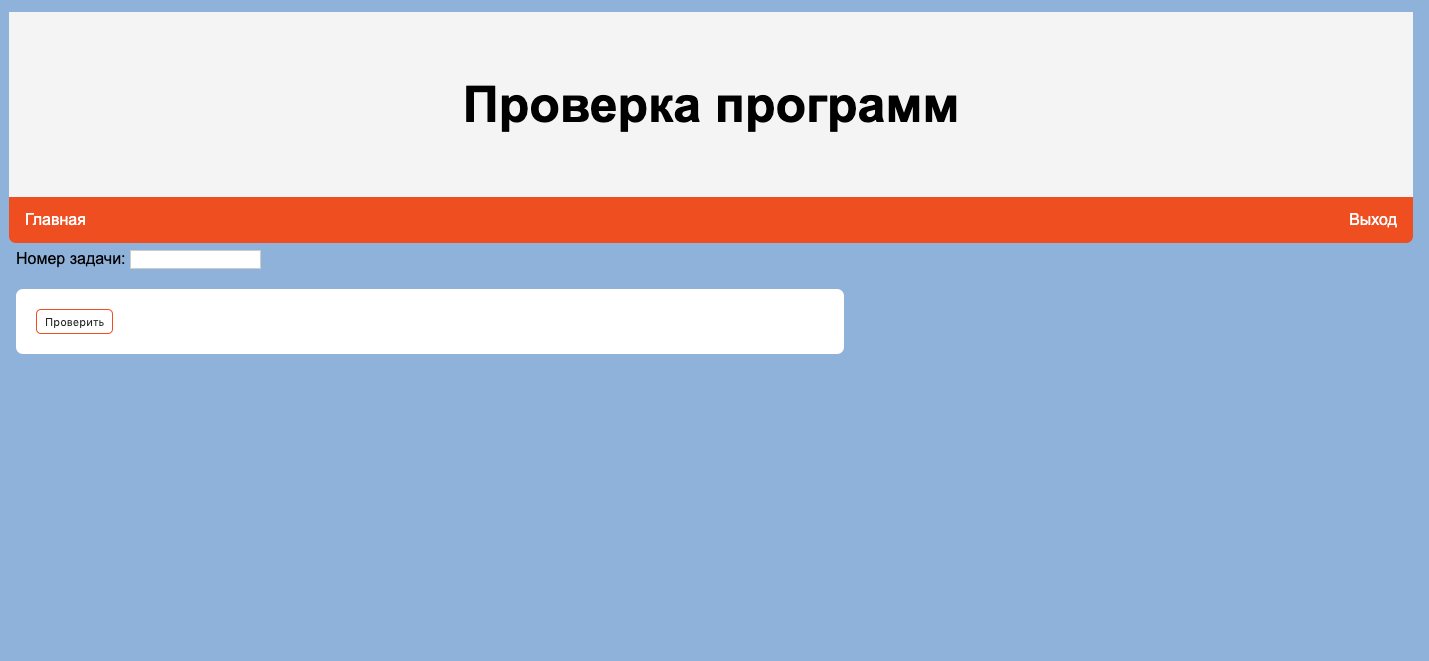 Проверка программ
Главная Выход
Номер задачи:
Проверить